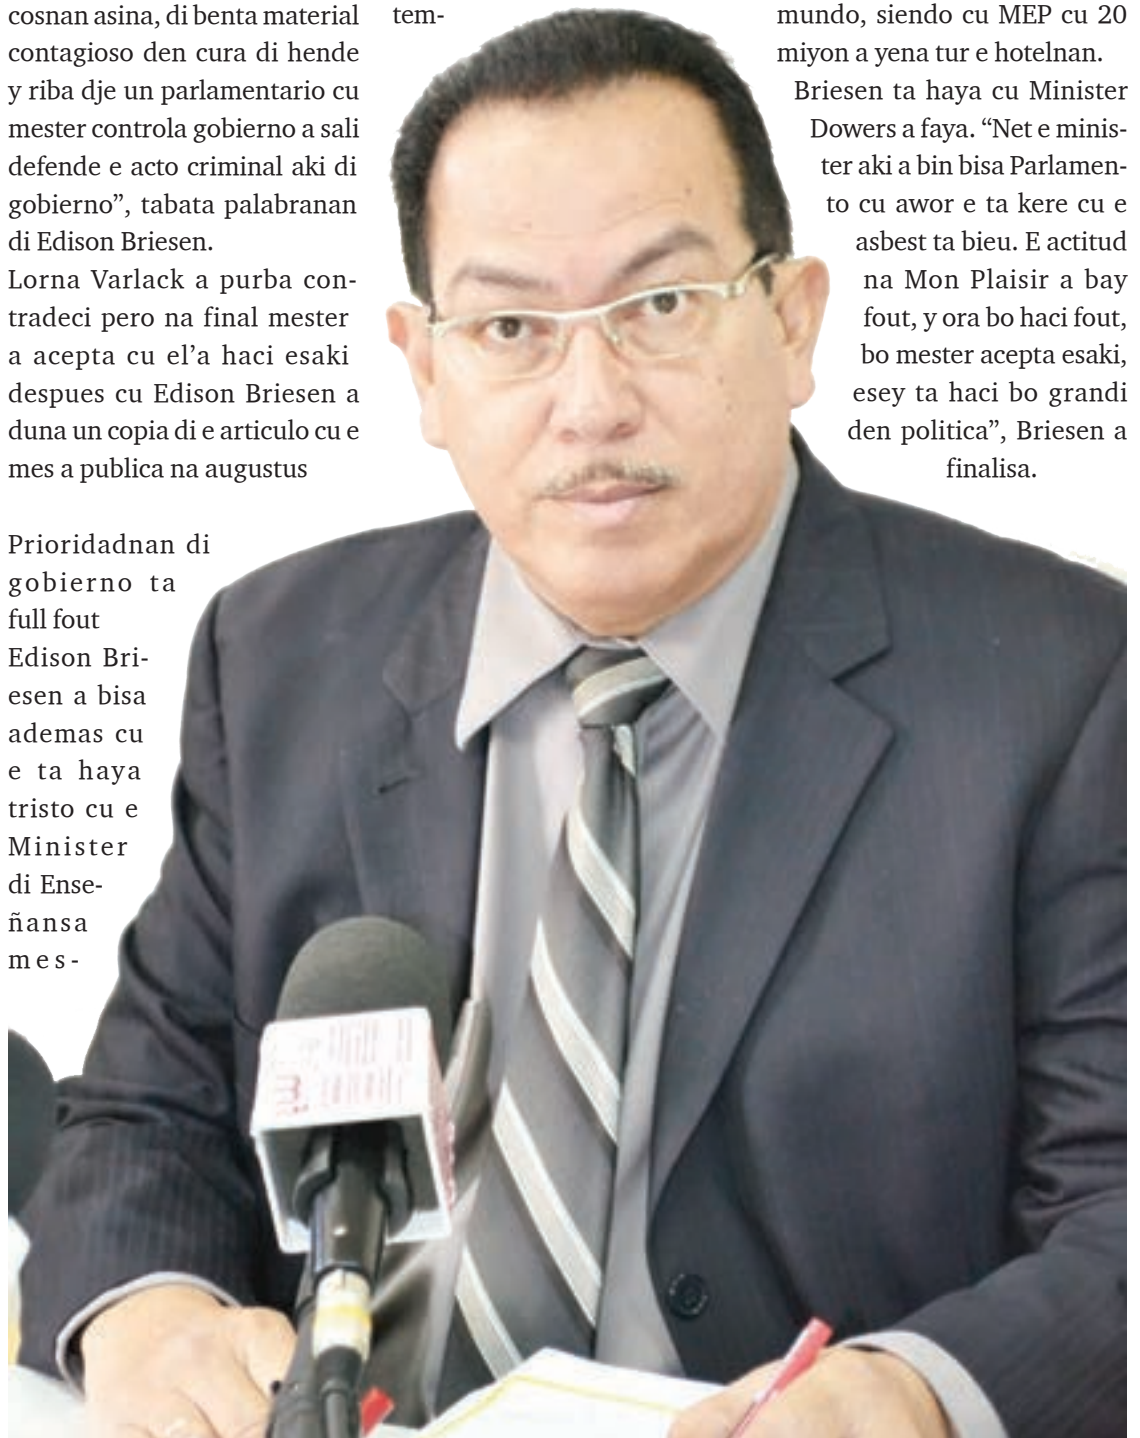 cosnan asina, di benta material
contagioso den cura di hende
y riba dje un parlamentario cu
mester controla gobierno a sali
defende e acto criminal aki di
gobierno”, tabata palabranan
di Edison Briesen.
Lorna Varlack a purba con-
tradeci pero na final mester
a acepta cu el’a haci esaki
despues cu Edison Briesen a
duna un copia di e articulo cu e
mes a publica na augustus
Prioridadnan di
gobierno ta
full fout
Edison Bri-
esen a bisa
ademas cu
e ta haya
tristo cu e
Minister
di Ense-
ñansa
mes-
tem-
mundo, siendo cu MEP cu 20
miyon a yena tur e hotelnan.
Briesen ta haya cu Minister
Dowers a faya. “Net e minis-
ter aki a bin bisa Parlamen-
to cu awor e ta kere cu e
asbest ta bieu. E actitud
na Mon Plaisir a bay
fout, y ora bo haci fout,
bo mester acepta esaki,
esey ta haci bo grandi
den politica”, Briesen a
finalisa.